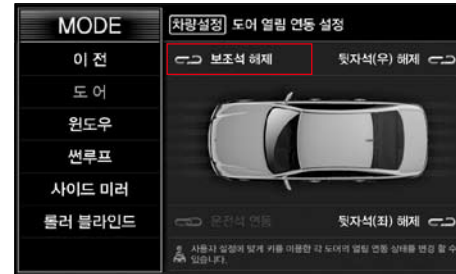 MODE
[차량설정] 도어 열림 연동 설정
이 전
보조석 해제
뒷자석(우) 해제
도 어
윈도우
썬루프
사이드 미러
운전석 연동
뒷자석(죄) 해제
롤러 블라인드
사용자 설정에 맞게 키를 이용한 각 도어의 열림 연동 상태를 변경 할 수
있습니다.